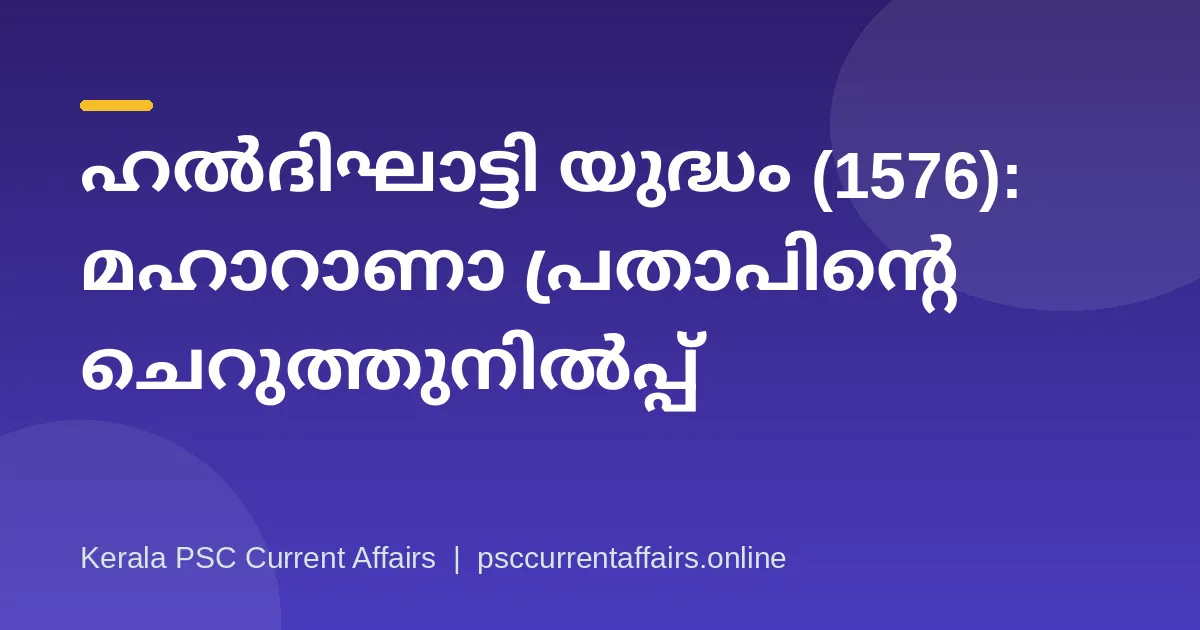 ഹൽദിഘാട്ടി യുദ്ധം (1576):
മഹാറാണാ പ്രതാപിന്റെ
ചെറുത്തുനിൽപ്പ്
Kerala PSC Current Affairs | psccurrentaffairs.online